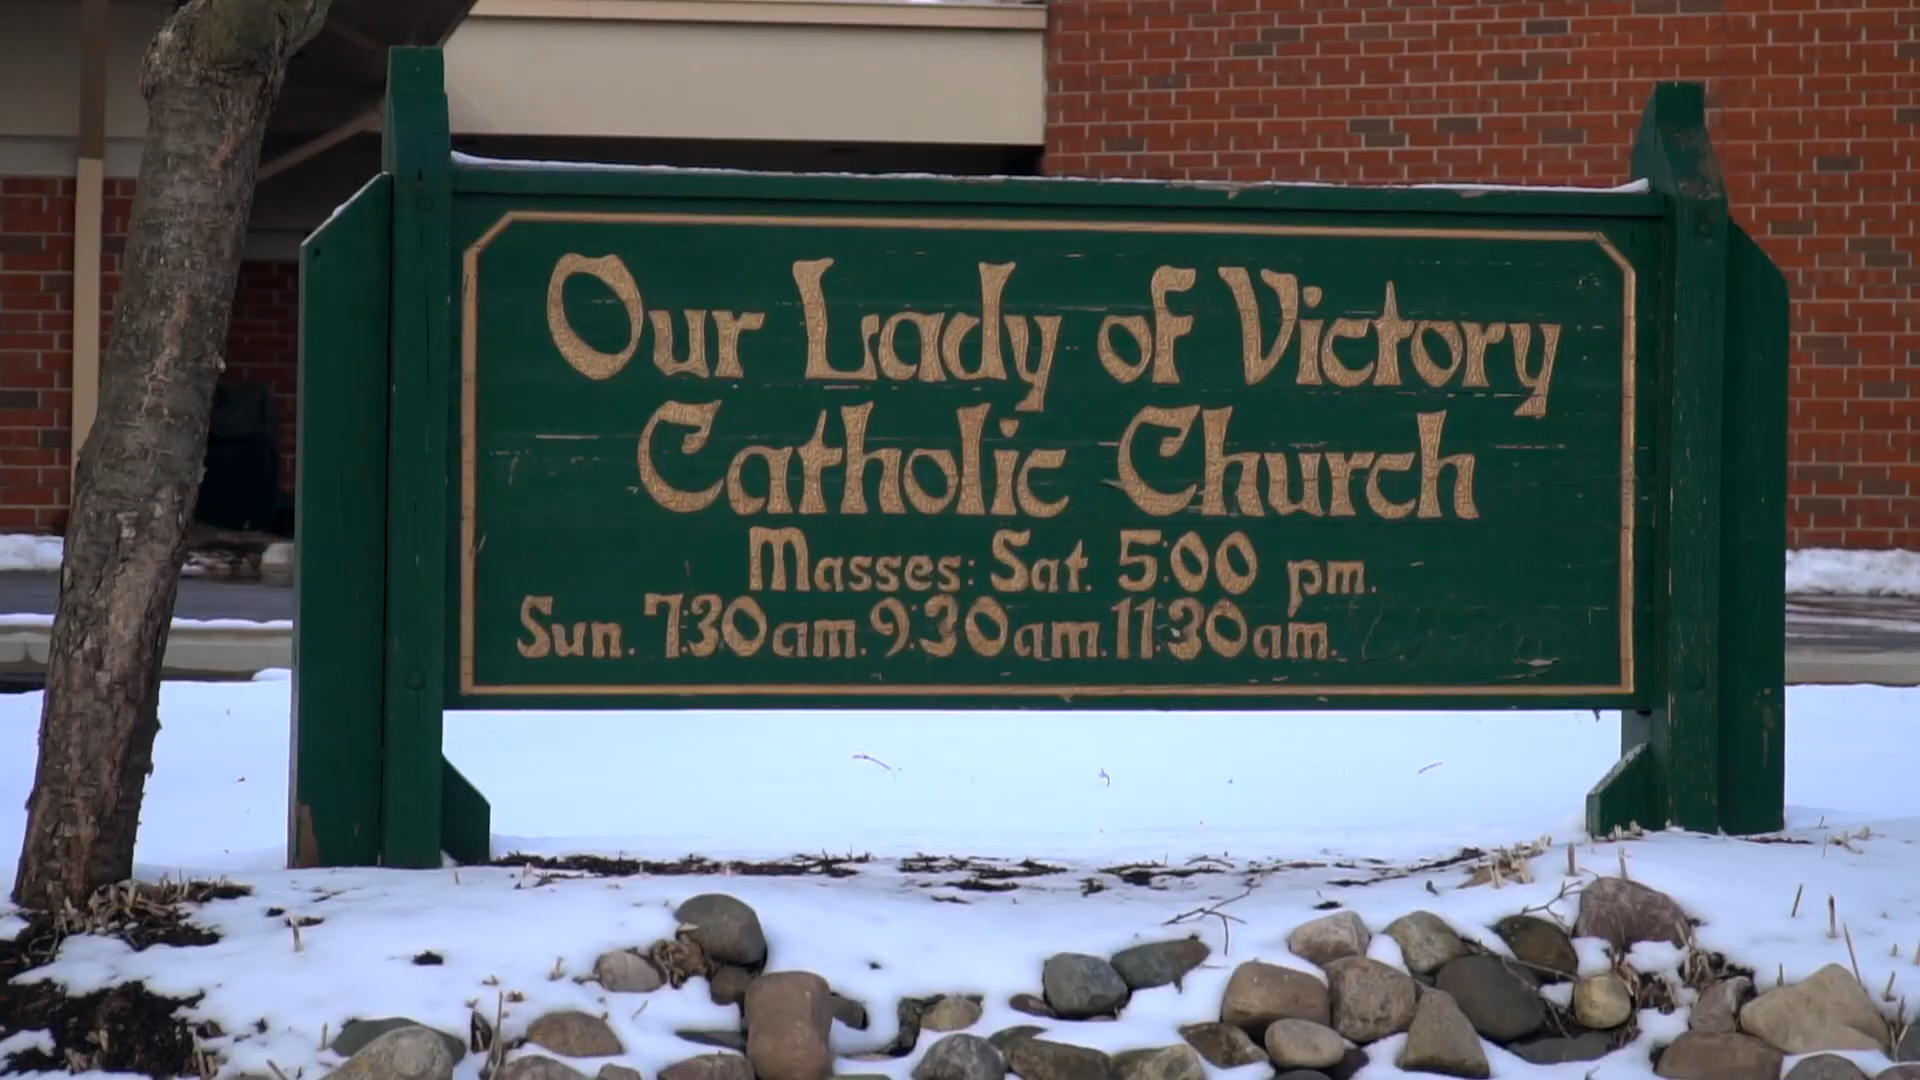 Our Lady of Victory
Catholic Church
Masses: Sat. 5:00 pm.
Sun. 7:30am. 9:30am. 11:30am.